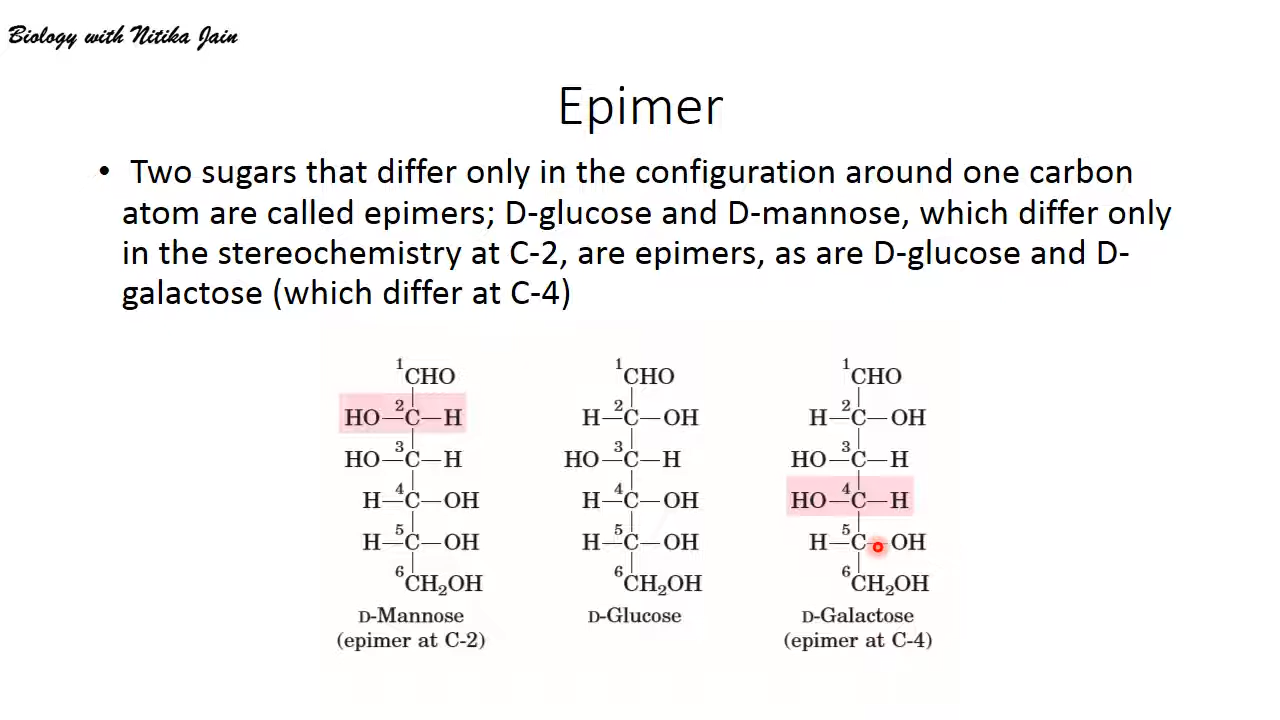 Biology with Nitika Jain
Epimer
• Two sugars that differ only in the configuration around one carbon
atom are called epimers; D-glucose and D-mannose, which differ only
in the stereochemistry at C-2, are epimers, as are D-glucose and D-
galactose (which differ at C-4)
1CHO
HO—2C—H
HO—3C—H
H—4C—OH
H—5C—OH
6CH2OH
D-Mannose
(epimer at C-2)
1CHO
H—2C—OH
HO—3C—H
H—4C—OH
H—5C—OH
6CH2OH
D-Glucose
1CHO
H—2C—OH
HO—3C—H
HO—4C—H
H—5C—OH
6CH2OH
D-Galactose
(epimer at C-4)